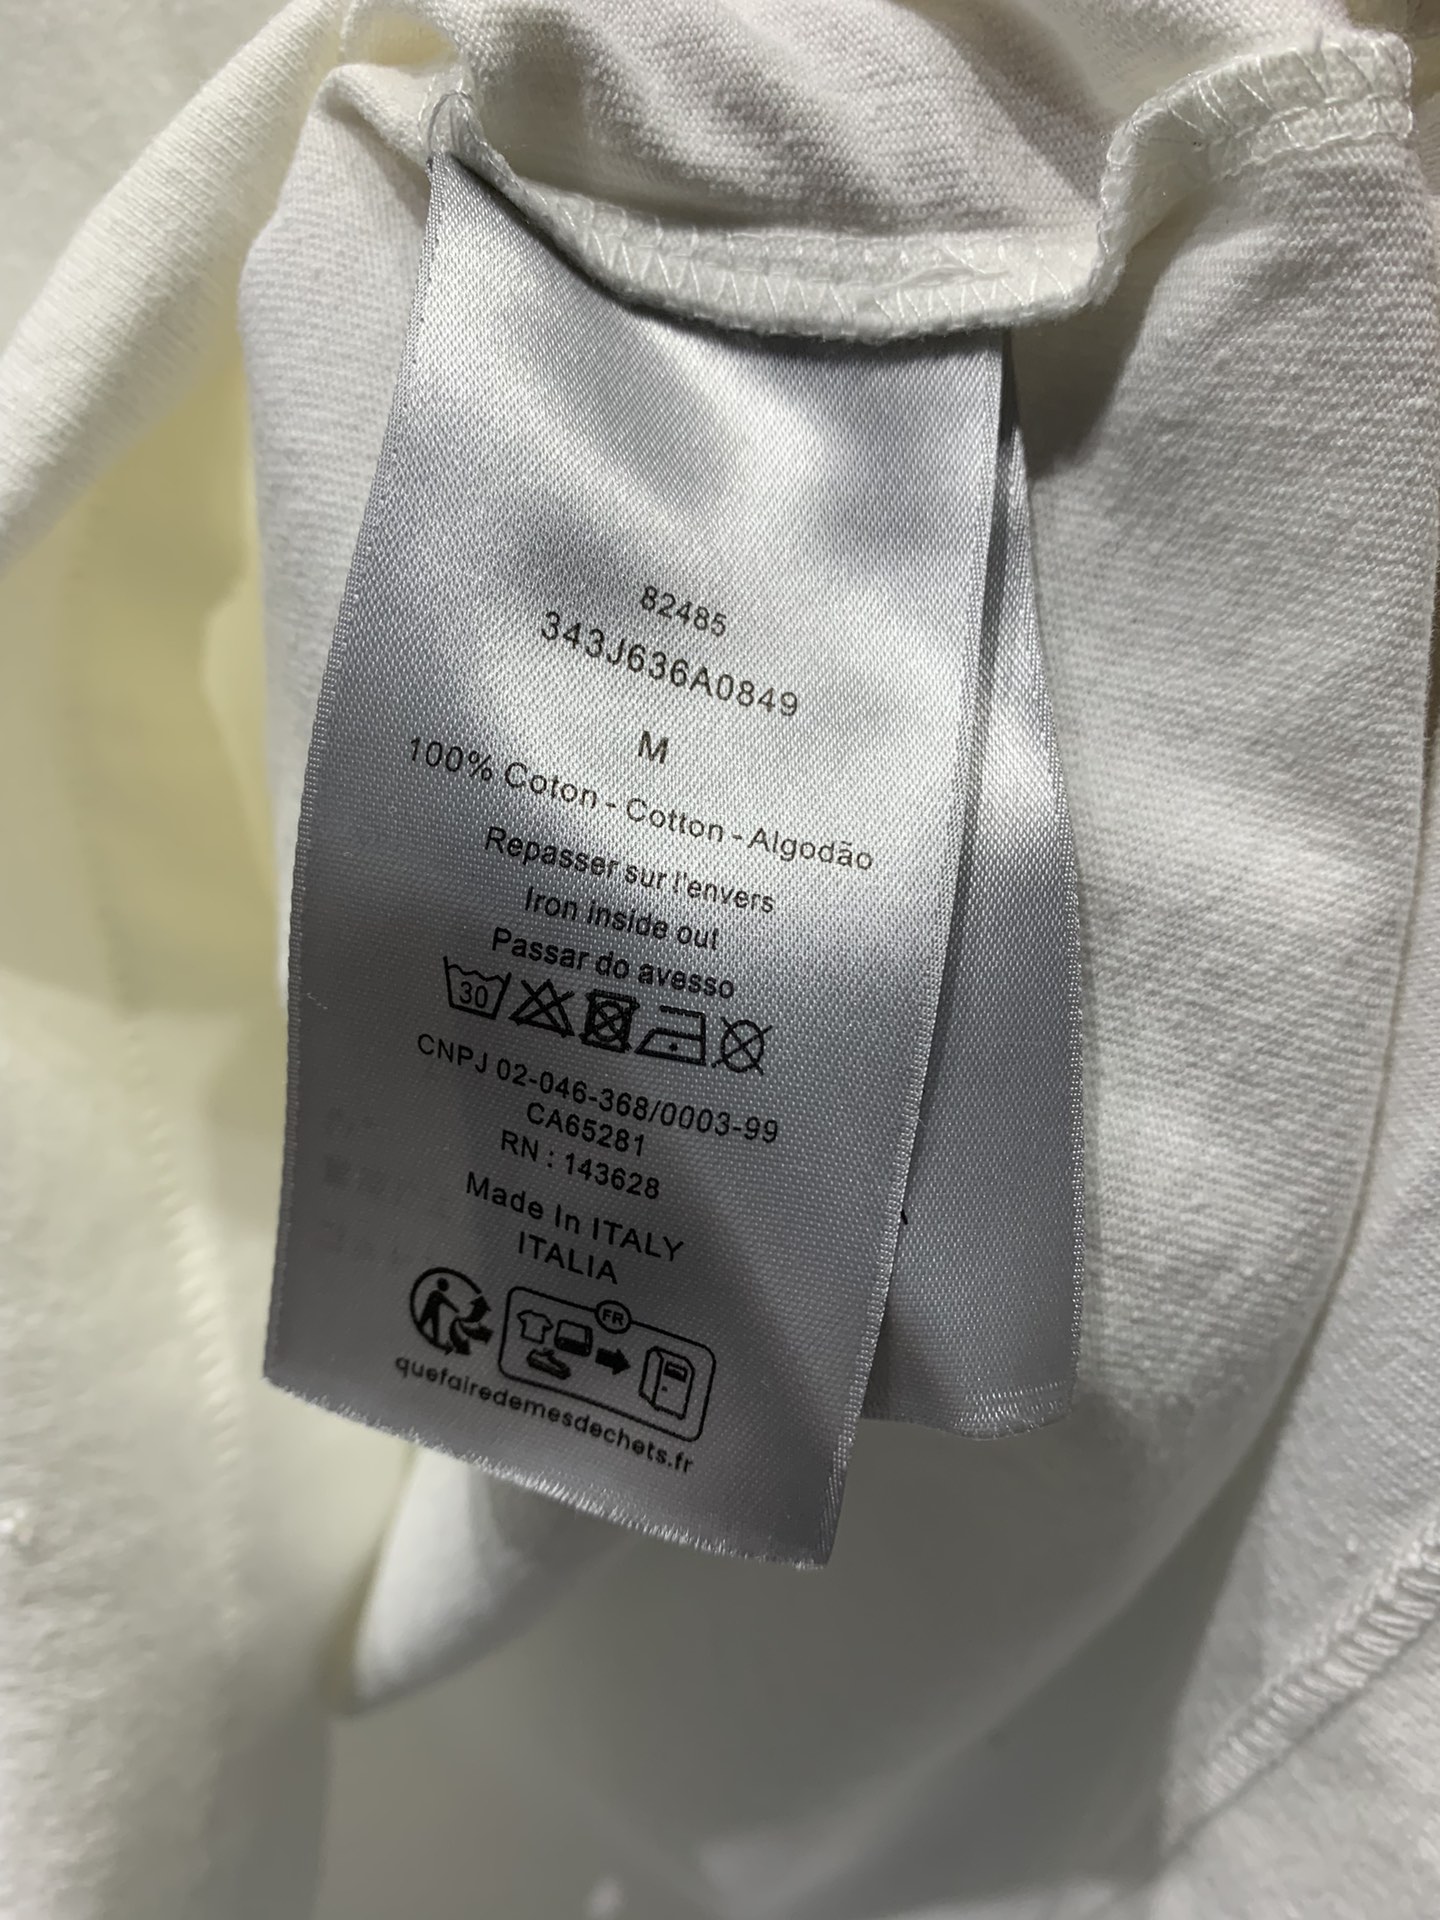 82485
343J636A0849
M
100% Coton - Cotton - Algodão
Repasser sur l'envers
Iron inside out
Passar do avesso
30
CNPJ 02-046-368/0003-99
CA65281
RN : 143628
Made In ITALY
ITALIA
FR
quefairedemesdechets.fr